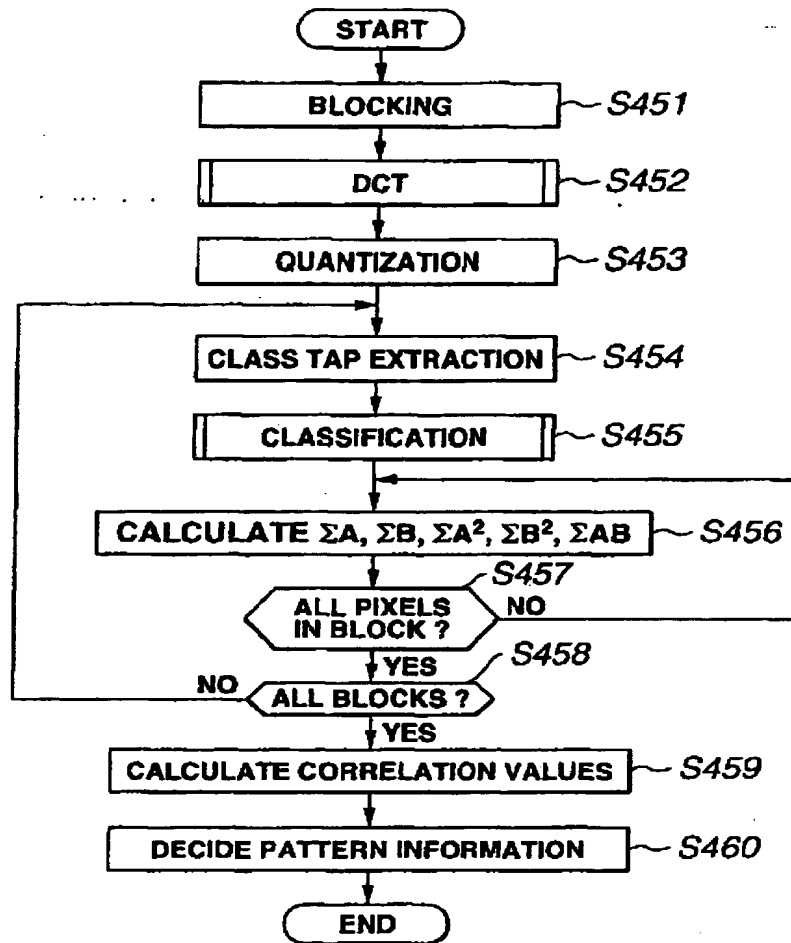 START
BLOCKING
S451
DCT
S452
QUANTIZATION
S453
CLASS TAP EXTRACTION
S454
CLASSIFICATION
S455
CALCULATE ΣA, ΣB, ΣA², ΣB², ΣAB
S456
S457
ALL PIXELS
IN BLOCK ?
NO
YES
S458
NO
ALL BLOCKS ?
YES
CALCULATE CORRELATION VALUES
S459
DECIDE PATTERN INFORMATION
S460
END